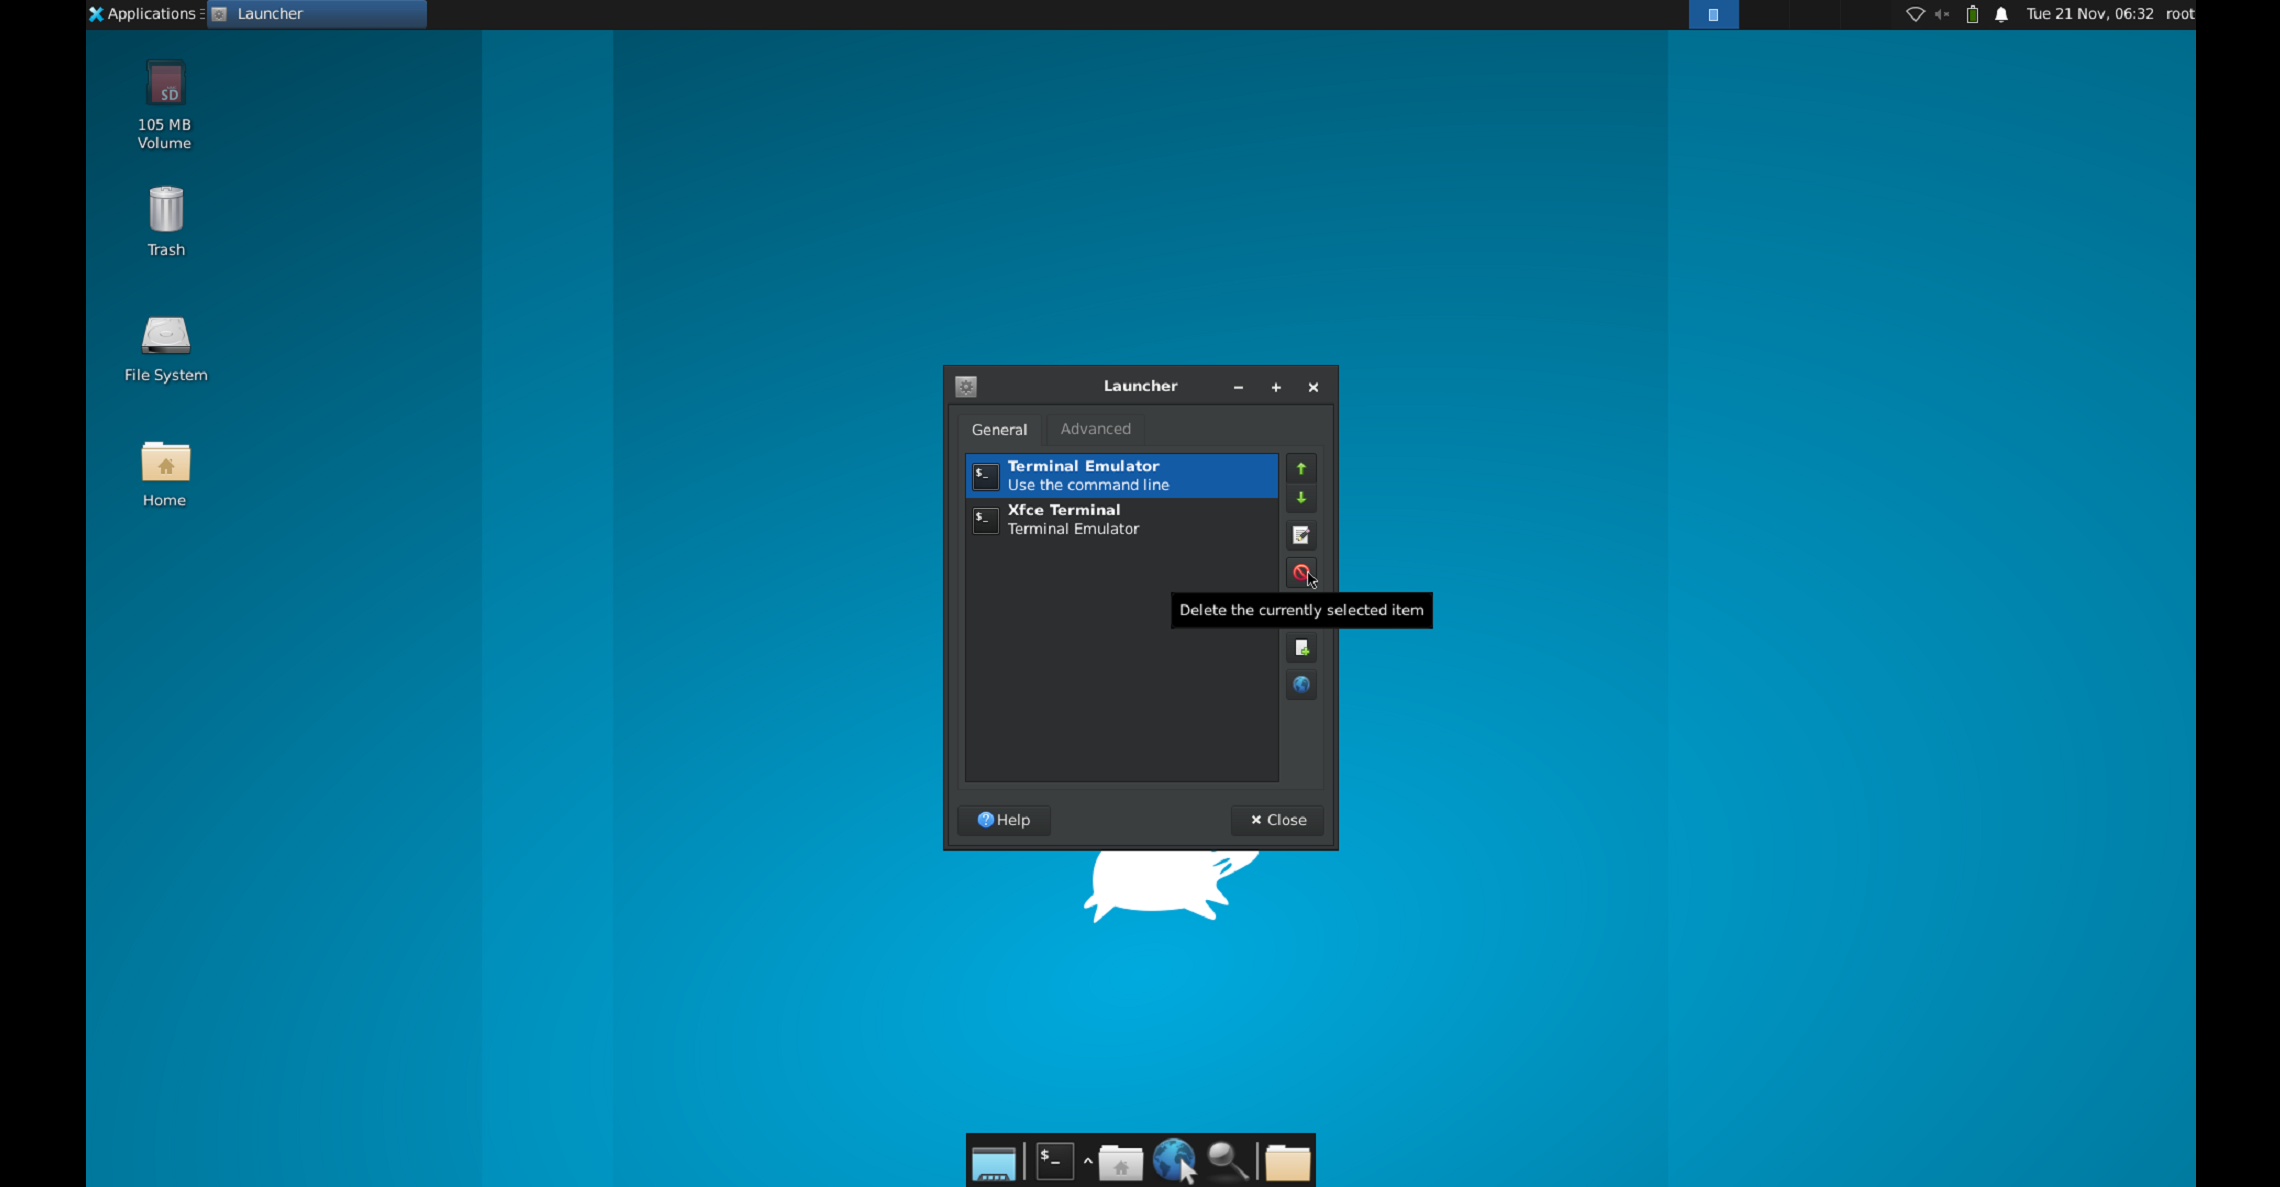 Applications
Launcher
Tue 21 Nov, 06:32
root
SD
105 MB
Volume
Trash
File System
Home
Launcher
General
Advanced
$_
Terminal Emulator
Use the command line
$_
Xfce Terminal
Terminal Emulator
Delete the currently selected item
Help
Close
$_